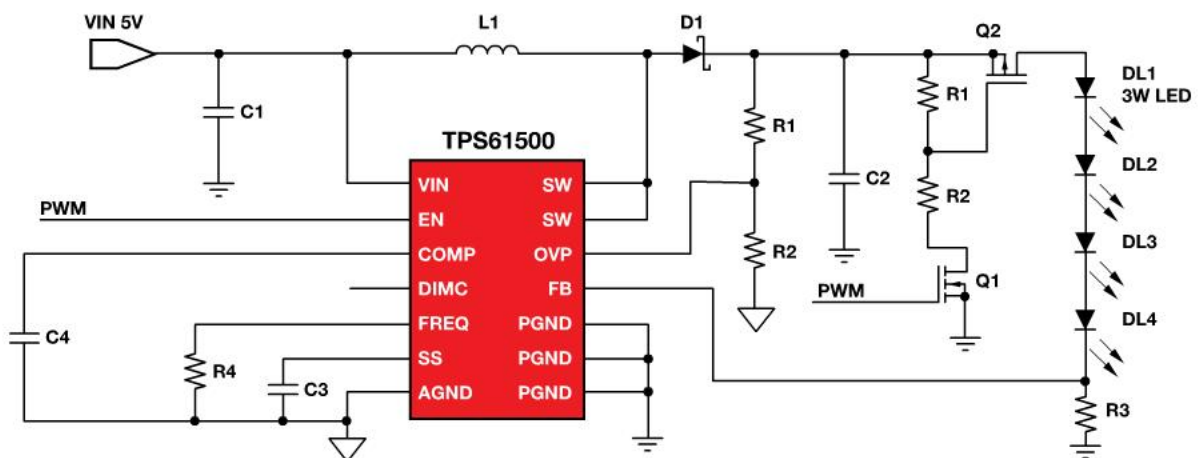 VIN 5V
L1
D1
Q2
C1
R1
R1
DL1
3W LED
TPS61500
C2
DL2
VIN
SW
PWM
EN
SW
R2
COMP
OVP
R2
DL3
DIMC
FB
PWM
Q1
C4
FREQ
PGND
DL4
R4
SS
PGND
C3
AGND
PGND
R3